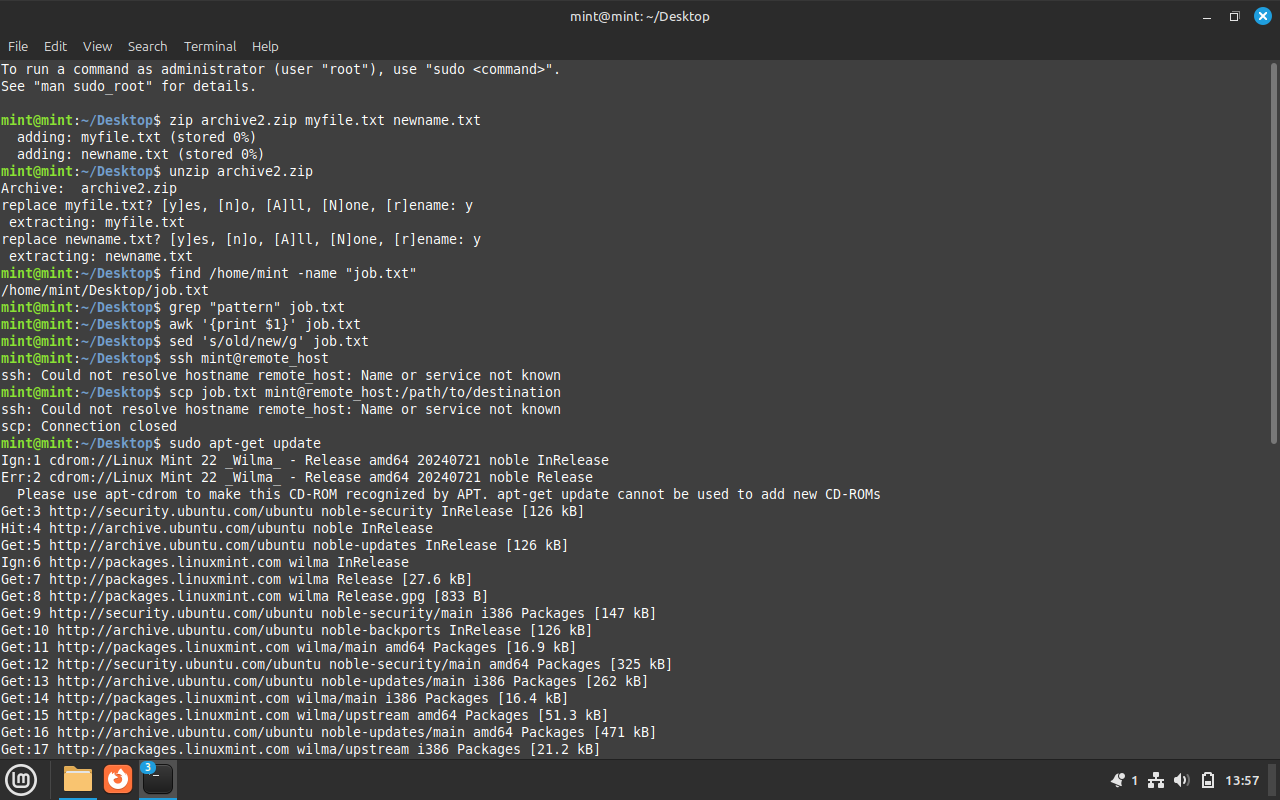 mint@mint: ~/Desktop
File Edit View Search Terminal Help
To run a command as administrator (user "root"), use "sudo <command>".
See "man sudo_root" for details.
mint@mint:~/Desktop$ zip archive2.zip myfile.txt newname.txt
  adding: myfile.txt (stored 0%)
  adding: newname.txt (stored 0%)
mint@mint:~/Desktop$ unzip archive2.zip
Archive:  archive2.zip
replace myfile.txt? [y]es, [n]o, [A]ll, [N]one, [r]ename: y
 extracting: myfile.txt
replace newname.txt? [y]es, [n]o, [A]ll, [N]one, [r]ename: y
 extracting: newname.txt
mint@mint:~/Desktop$ find /home/mint -name "job.txt"
/home/mint/Desktop/job.txt
mint@mint:~/Desktop$ grep "pattern" job.txt
mint@mint:~/Desktop$ awk '{print $1}' job.txt
mint@mint:~/Desktop$ sed 's/old/new/g' job.txt
mint@mint:~/Desktop$ ssh mint@remote_host
ssh: Could not resolve hostname remote_host: Name or service not known
mint@mint:~/Desktop$ scp job.txt mint@remote_host:/path/to/destination
ssh: Could not resolve hostname remote_host: Name or service not known
scp: Connection closed
mint@mint:~/Desktop$ sudo apt-get update
Ign:1 cdrom://Linux Mint 22 _Wilma_ - Release amd64 20240721 noble InRelease
Err:2 cdrom://Linux Mint 22 _Wilma_ - Release amd64 20240721 noble Release
  Please use apt-cdrom to make this CD-ROM recognized by APT. apt-get update cannot be used to add new CD-ROMs
Get:3 http://security.ubuntu.com/ubuntu noble-security InRelease [126 kB]
Hit:4 http://archive.ubuntu.com/ubuntu noble InRelease
Get:5 http://archive.ubuntu.com/ubuntu noble-updates InRelease [126 kB]
Ign:6 http://packages.linuxmint.com wilma InRelease
Get:7 http://packages.linuxmint.com wilma Release [27.6 kB]
Get:8 http://packages.linuxmint.com wilma Release.gpg [833 B]
Get:9 http://security.ubuntu.com/ubuntu noble-security/main i386 Packages [147 kB]
Get:10 http://archive.ubuntu.com/ubuntu noble-backports InRelease [126 kB]
Get:11 http://packages.linuxmint.com wilma/main amd64 Packages [16.9 kB]
Get:12 http://security.ubuntu.com/ubuntu noble-security/main amd64 Packages [325 kB]
Get:13 http://archive.ubuntu.com/ubuntu noble-updates/main i386 Packages [262 kB]
Get:14 http://packages.linuxmint.com wilma/main i386 Packages [16.4 kB]
Get:15 http://packages.linuxmint.com wilma/upstream amd64 Packages [51.3 kB]
Get:16 http://archive.ubuntu.com/ubuntu noble-updates/main amd64 Packages [471 kB]
Get:17 http://packages.linuxmint.com wilma/upstream i386 Packages [21.2 kB]
3
1
13:57